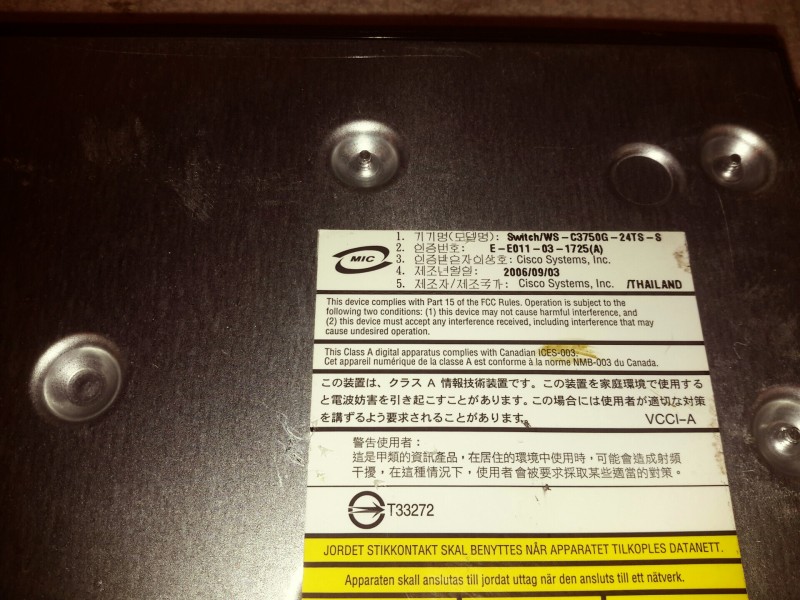 MIC
1. 기기명(모델명): Switch/WS-C3750G-24TS-S
2. 인증번호: E-E011-03-1725(A)
3. 인증받은자의상호: Cisco Systems, Inc.
4. 제조년월일: 2006/09/03
5. 제조자/제조국가: Cisco Systems, Inc. /THAILAND
This device complies with Part 15 of the FCC Rules. Operation is subject to the
following two conditions: (1) this device may not cause harmful interference, and
(2) this device must accept any interference received, including interference that may
cause undesired operation.
This Class A digital apparatus complies with Canadian ICES-003.
Cet appareil numérique de la classe A est conforme à la norme NMB-003 du Canada.
この装置は、クラス A 情報技術装置です。この装置を家庭環境で使用する
と電波妨害を引き起こすことがあります。この場合には使用者が適切な対策
を講ずるよう要求されることがあります。 VCCI-A
警告使用者:
這是甲類的資訊產品，在居住的環境中使用時，可能會造成射頻
干擾，在這種情況下，使用者會被要求採取某些適當的對策。
T33272
JORDET STIKKONTAKT SKAL BENYTTES NÅR APPARATET TILKOPLES DATANETT.
Apparaten skall anslutas till jordat uttag när den ansluts till ett nätverk.